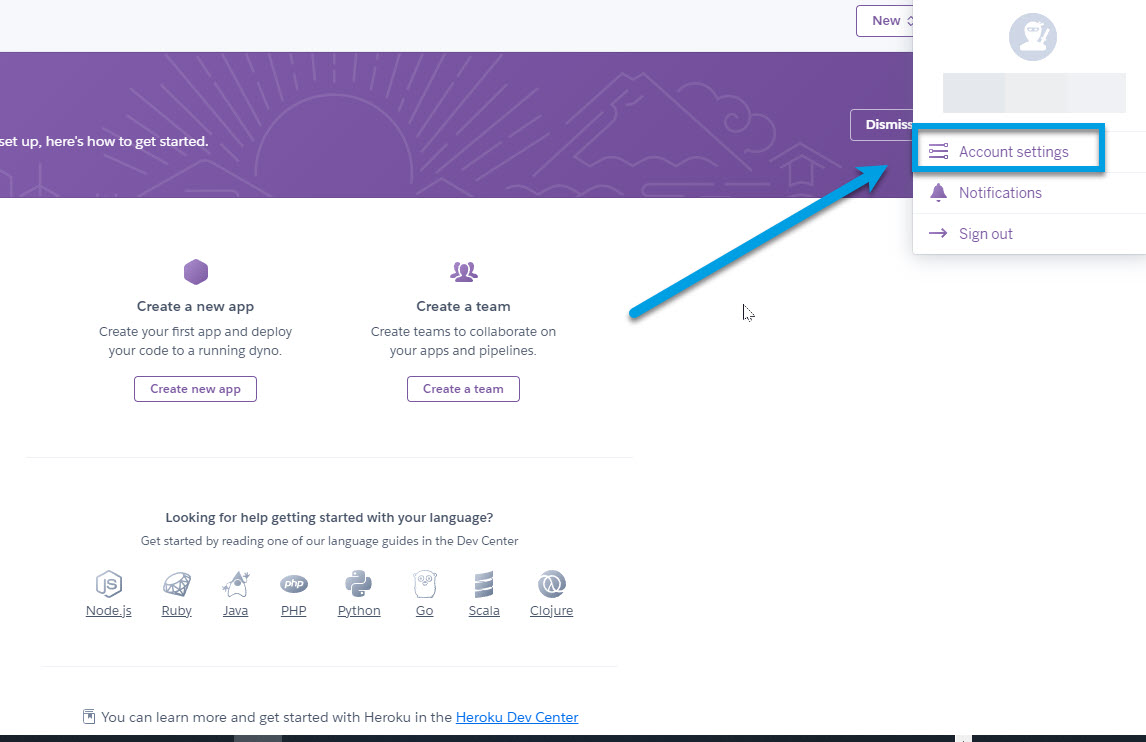 New
set up, here's how to get started.
Dismiss
Account settings
Notifications
Sign out
Create a new app
Create your first app and deploy
your code to a running dyno.
Create new app
Create a team
Create teams to collaborate on
your apps and pipelines.
Create a team
Looking for help getting started with your language?
Get started by reading one of our language guides in the Dev Center
JS
php
Node.js Ruby Java PHP Python Go Scala Clojure
You can learn more and get started with Heroku in the Heroku Dev Center